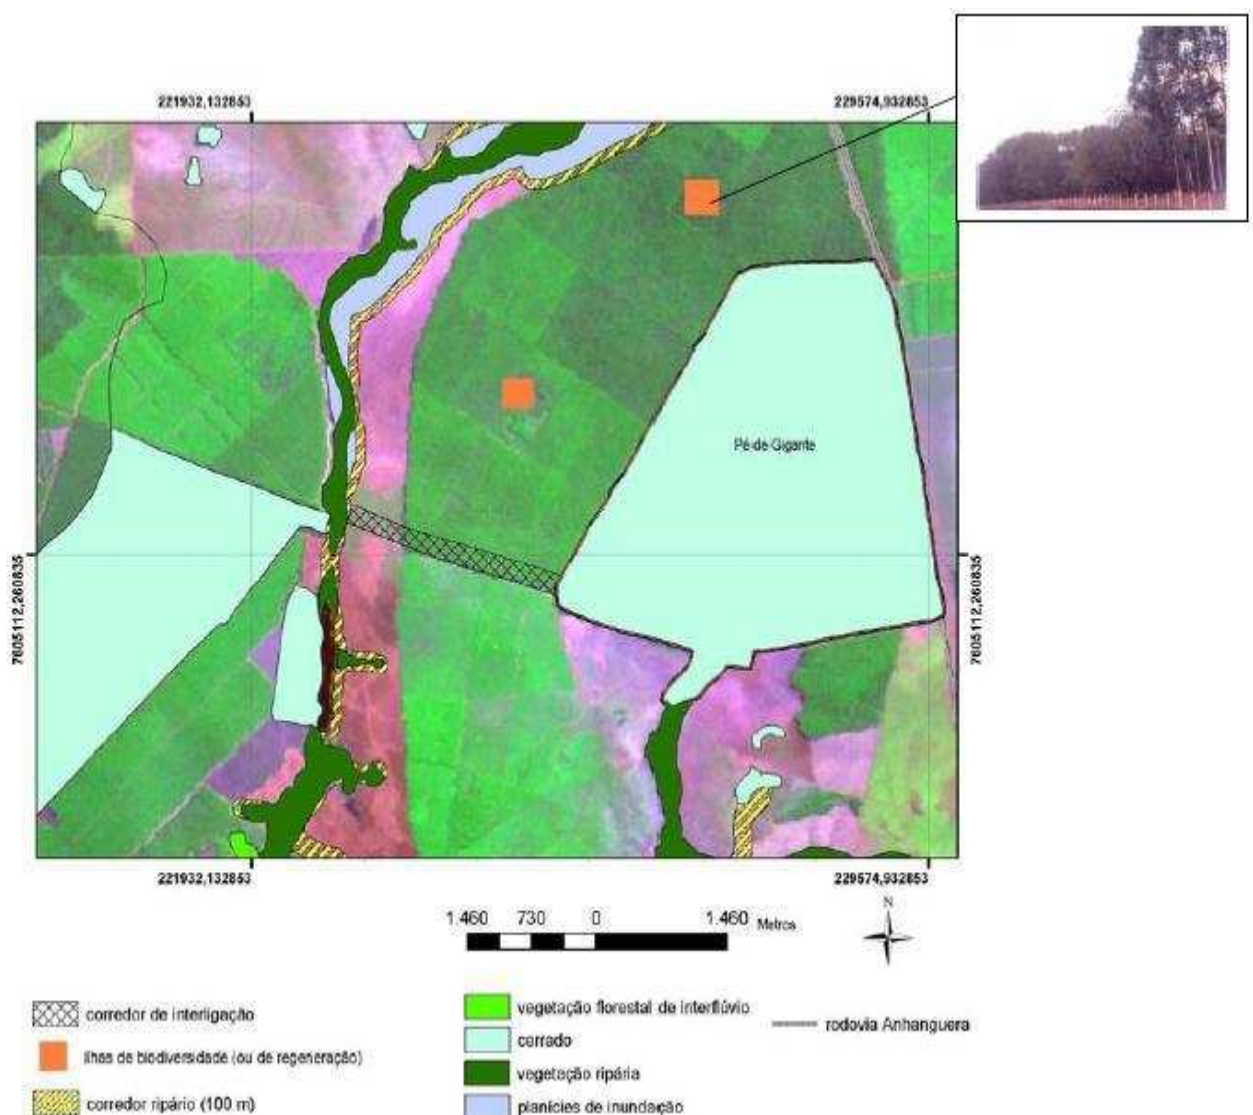 221932,132853
229574,932853
Pé-de-Gigante
7605112,260835
7605112,260835
221932,132853
229574,932853
N
1.460 730 0 1.460 Metros
corredor de interligação
ilhas de biodiversidade (ou de regeneração)
corredor ripário (100 m)
vegetação florestal de interflúvio
cerrado
vegetação ripária
planícies de inundação
rodovia Anhanguera